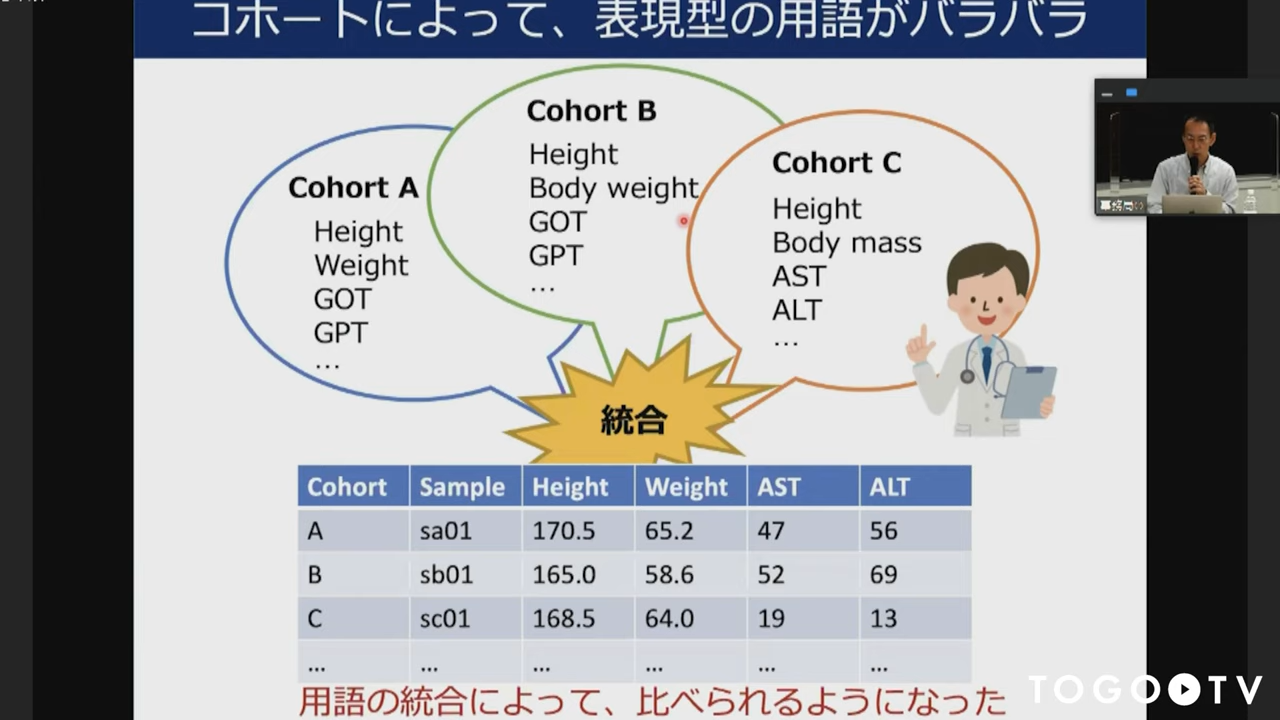 コホートによって、表現型の用語がバラバラ
Cohort A
Height
Weight
GOT
GPT
…
Cohort B
Height
Body weight
GOT
GPT
…
Cohort C
Height
Body mass
AST
ALT
…
統合
Cohort Sample Height Weight AST ALT
A sa01 170.5 65.2 47 56
B sb01 165.0 58.6 52 69
C sc01 168.5 64.0 19 13
… … … … … …
用語の統合によって、比べられるようになった
TOGO TV